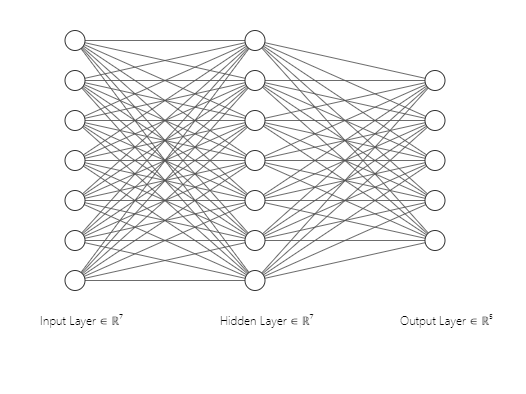 Input Layer ∈ ℝ⁷
Hidden Layer ∈ ℝ⁷
Output Layer ∈ ℝ⁵